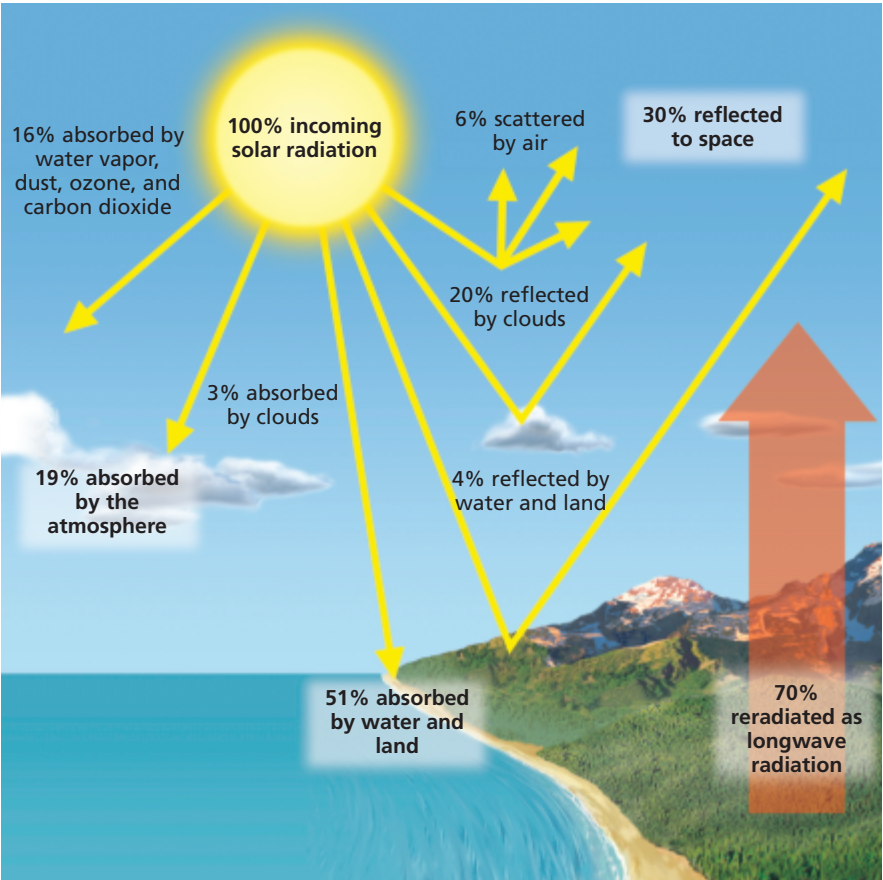 16% absorbed by
water vapor,
dust, ozone, and
carbon dioxide
100% incoming
solar radiation
6% scattered
by air
30% reflected
to space
20% reflected
by clouds
3% absorbed
by clouds
19% absorbed
by the
atmosphere
4% reflected by
water and land
51% absorbed
by water and
land
70%
reradiated as
longwave
radiation